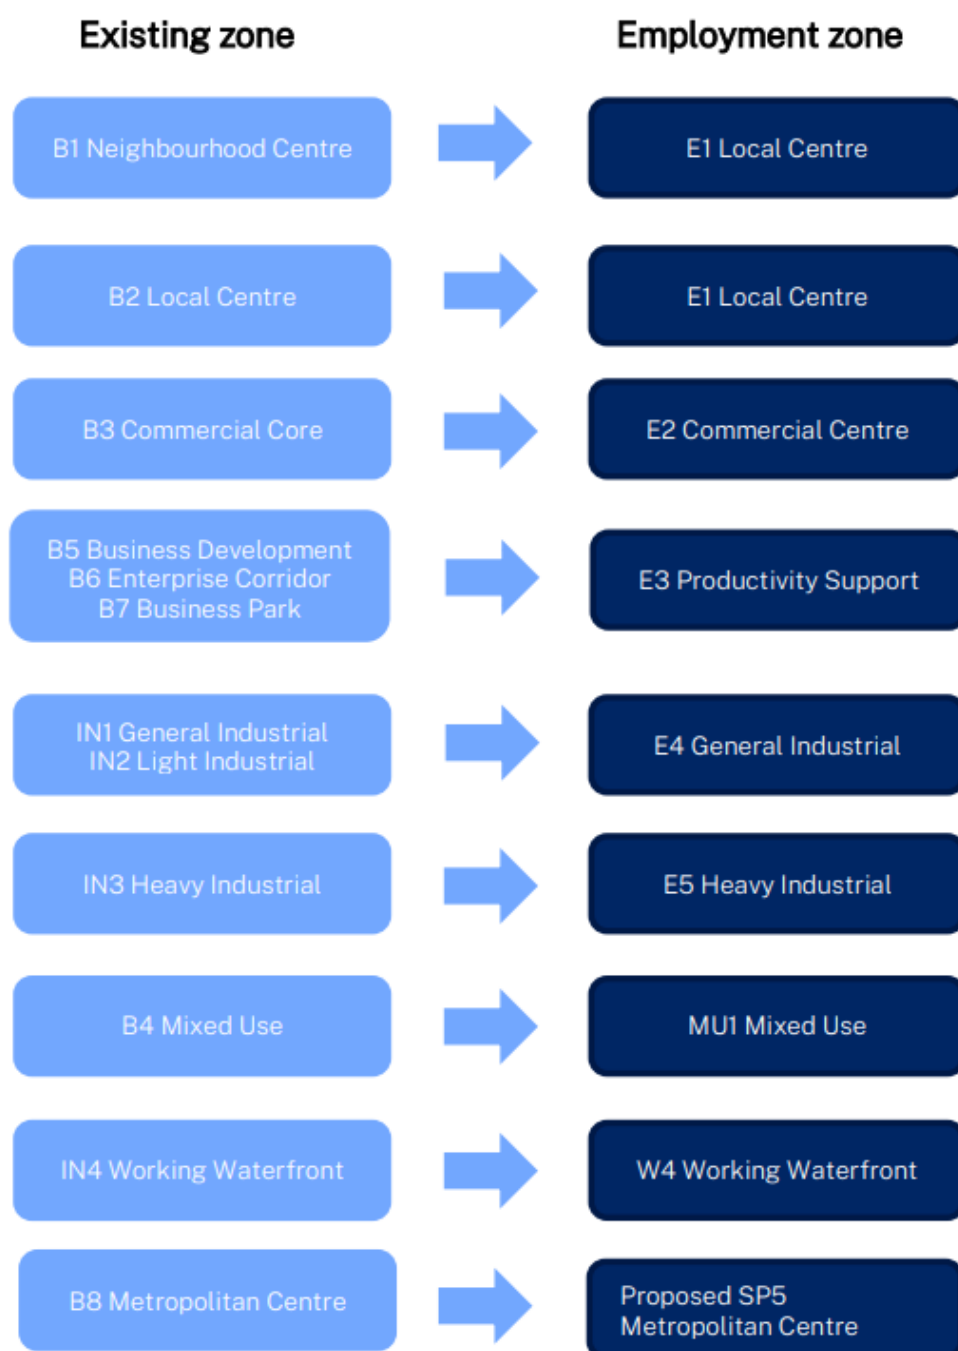 Existing zone
Employment zone
B1 Neighbourhood Centre
E1 Local Centre
B2 Local Centre
E1 Local Centre
B3 Commercial Core
E2 Commercial Centre
B5 Business Development
B6 Enterprise Corridor
B7 Business Park
E3 Productivity Support
IN1 General Industrial
IN2 Light Industrial
E4 General Industrial
IN3 Heavy Industrial
E5 Heavy Industrial
B4 Mixed Use
MU1 Mixed Use
IN4 Working Waterfront
W4 Working Waterfront
B8 Metropolitan Centre
Proposed SP5
Metropolitan Centre